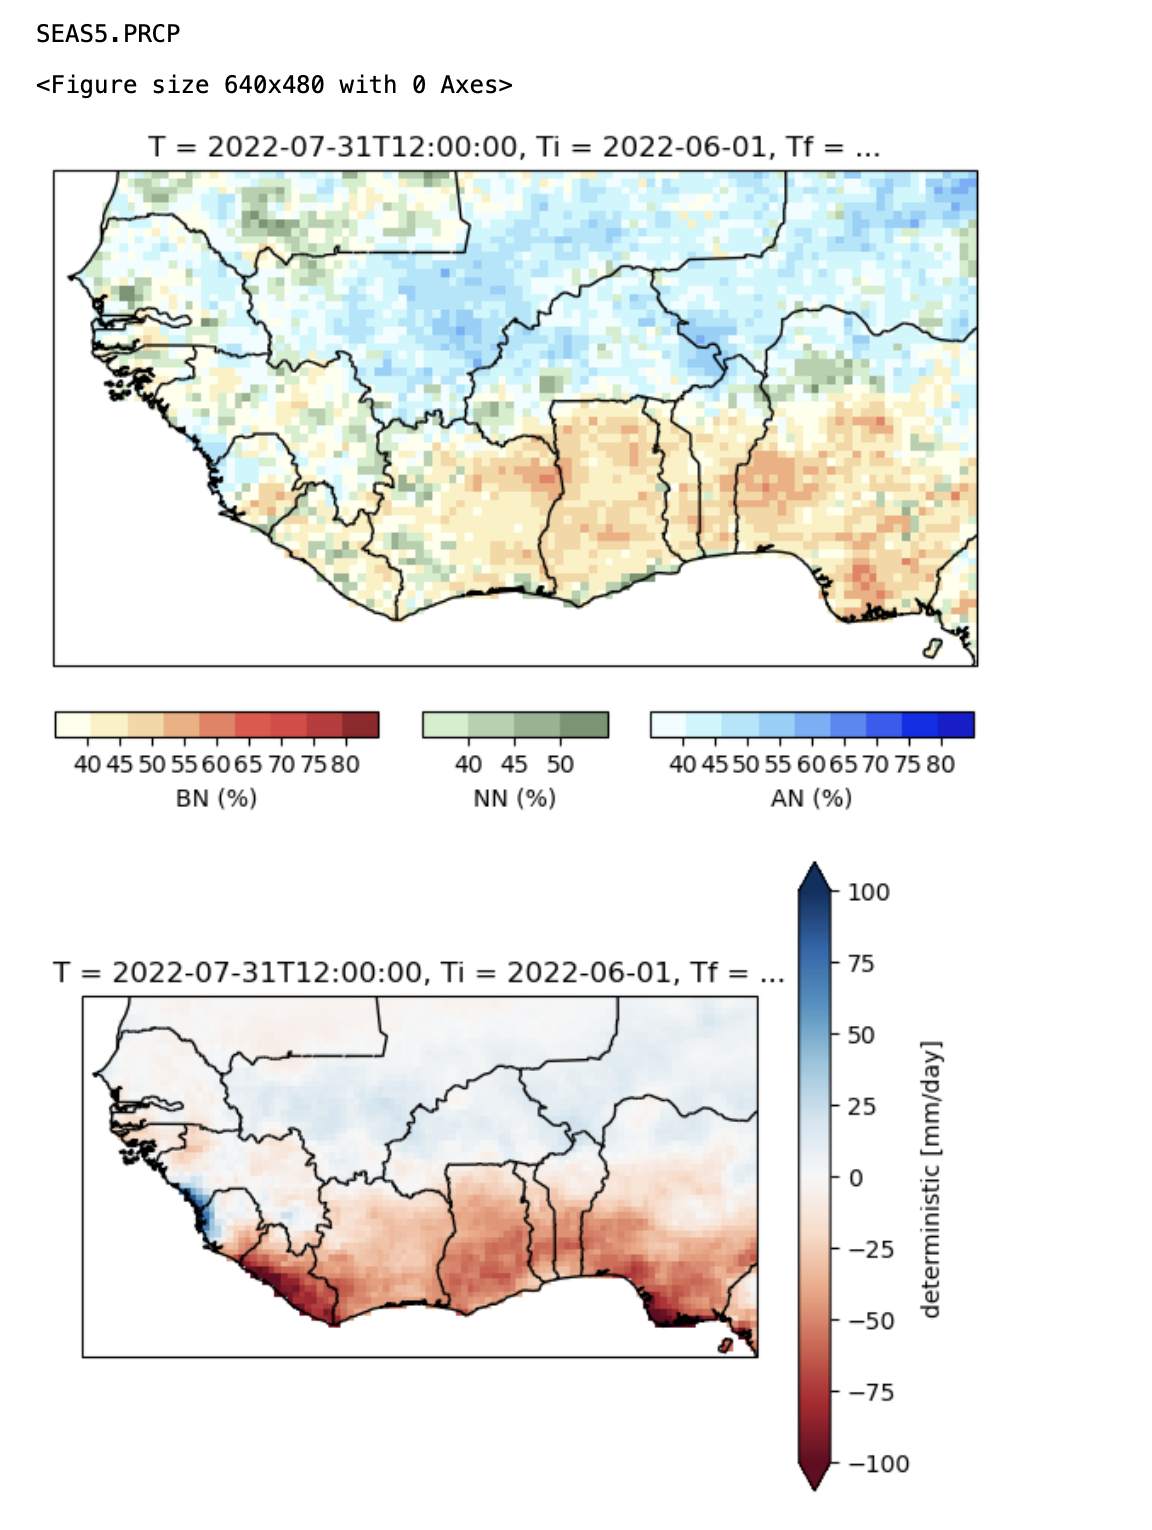 SEAS5.PRCP
<Figure size 640x480 with 0 Axes>
T = 2022-07-31T12:00:00, Ti = 2022-06-01, Tf = ...
40 45 50 55 60 65 70 75 80
BN (%)
40 45 50
NN (%)
40 45 50 55 60 65 70 75 80
AN (%)
T = 2022-07-31T12:00:00, Ti = 2022-06-01, Tf = ...
100
75
50
25
0
−25
−50
−75
−100
deterministic [mm/day]